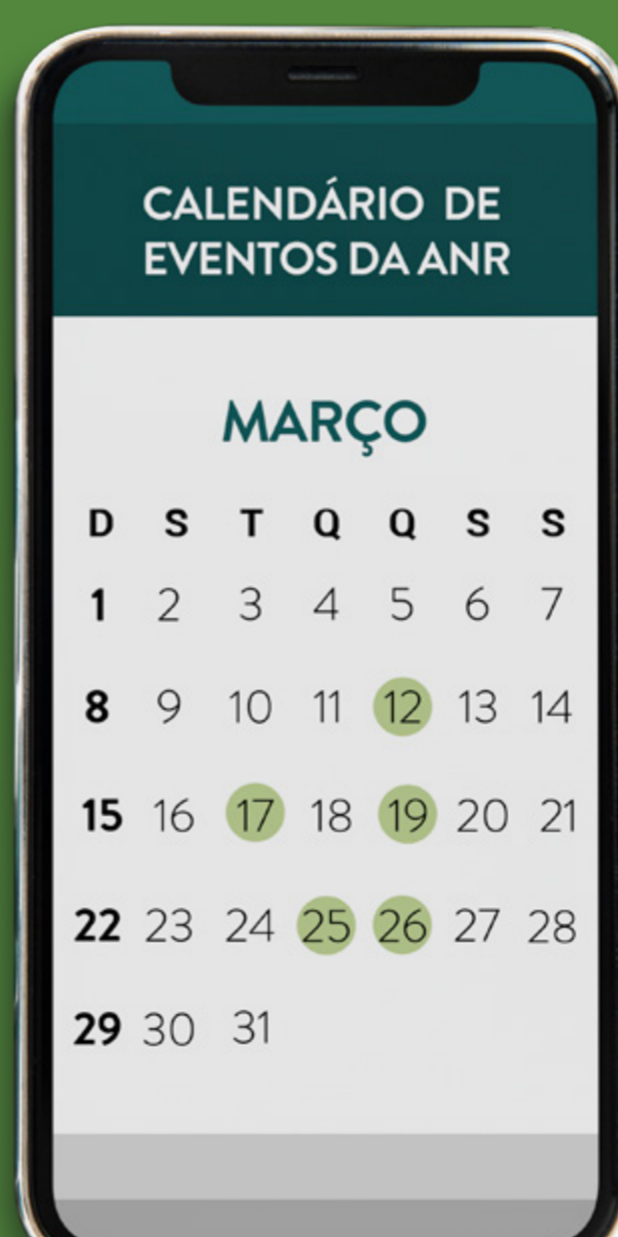 CALENDÁRIO DE
EVENTOS DA ANR
MARÇO
D S T Q Q S S
1 2 3 4 5 6 7
8 9 10 11 12 13 14
15 16 17 18 19 20 21
22 23 24 25 26 27 28
29 30 31